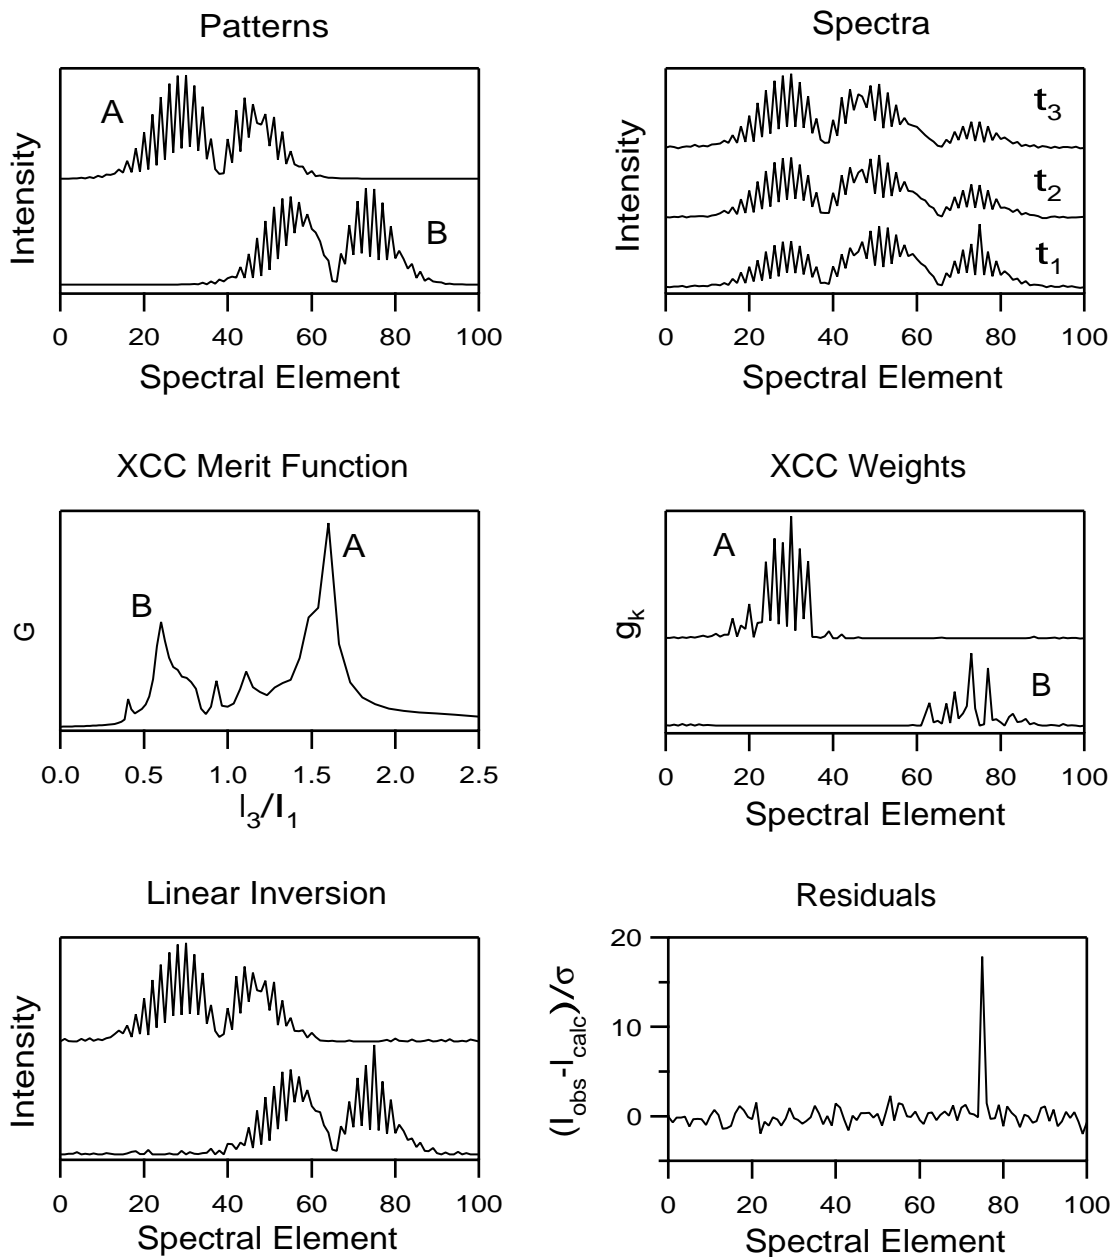 Patterns
Intensity
A
B
0 20 40 60 80 100
Spectral Element
Spectra
Intensity
t3
t2
t1
0 20 40 60 80 100
Spectral Element
XCC Merit Function
G
B
A
0.0 0.5 1.0 1.5 2.0 2.5
I3/I1
XCC Weights
gk
A
B
0 20 40 60 80 100
Spectral Element
Linear Inversion
Intensity
0 20 40 60 80 100
Spectral Element
Residuals
(Iobs-Icalc)/σ
20
10
0
0 20 40 60 80 100
Spectral Element